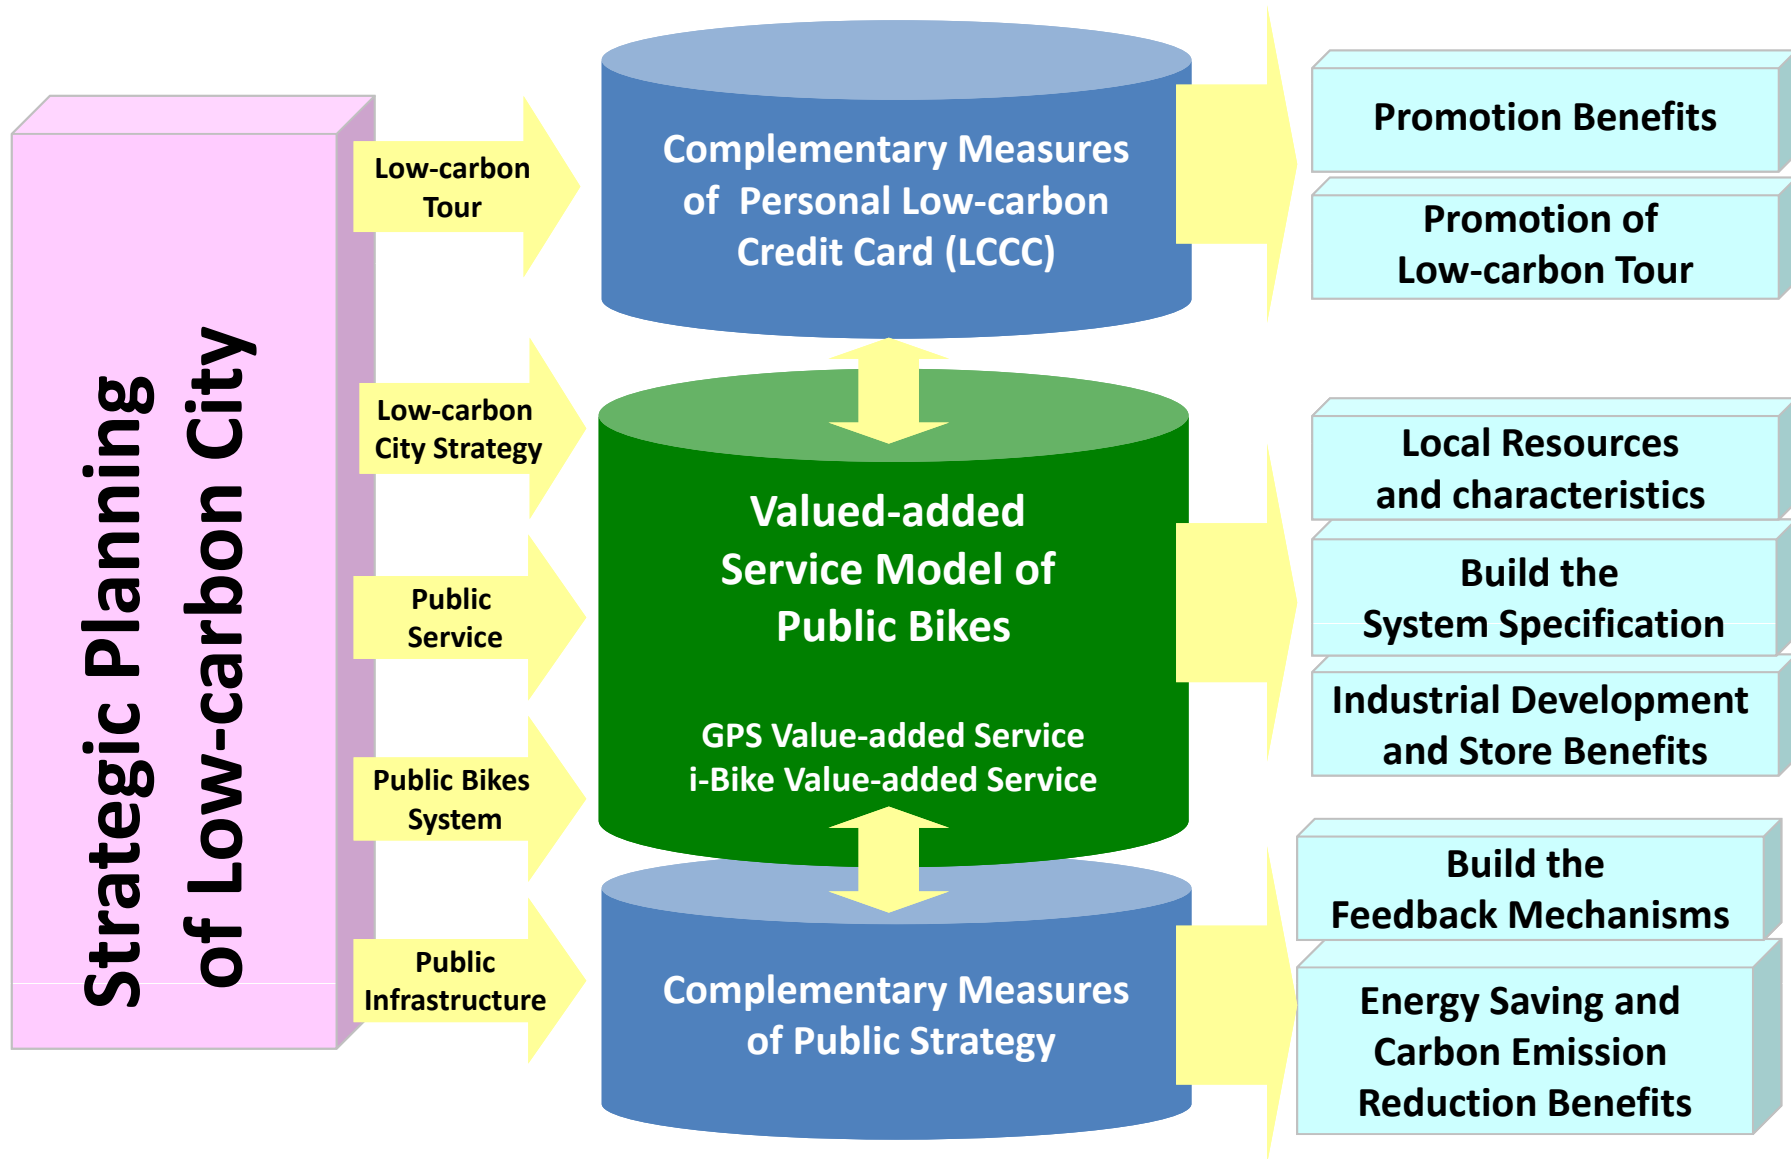 Strategic Planning
of Low-carbon City
Low-carbon
Tour
Low-carbon
City Strategy
Public
Service
Public Bikes
System
Public
Infrastructure
Complementary Measures
of Personal Low-carbon
Credit Card (LCCC)
Valued-added
Service Model of
Public Bikes
GPS Value-added Service
i-Bike Value-added Service
Complementary Measures
of Public Strategy
Promotion Benefits
Promotion of
Low-carbon Tour
Local Resources
and characteristics
Build the
System Specification
Industrial Development
and Store Benefits
Build the
Feedback Mechanisms
Energy Saving and
Carbon Emission
Reduction Benefits